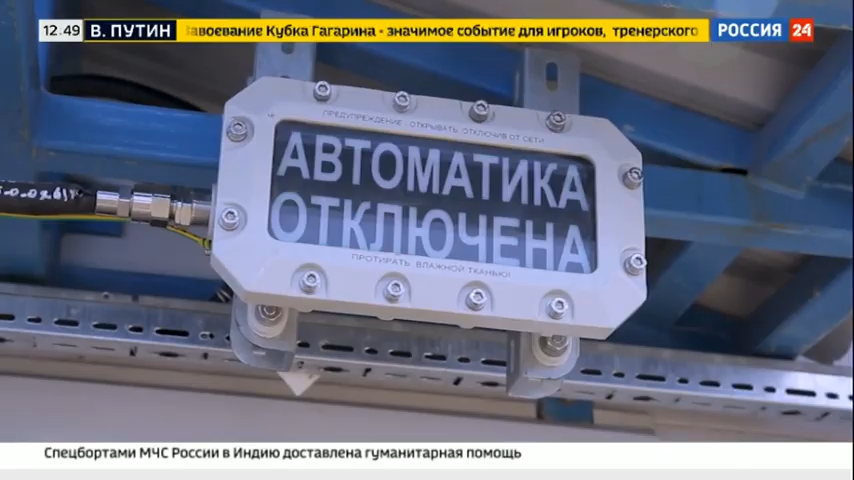 12.49 В. ПУТИН Завоевание Кубка Гагарина - значимое событие для игроков, тренерского РОССИЯ 24
ПРЕДУПРЕЖДЕНИЕ - ОТКРЫВАТЬ, ОТКЛЮЧИВ ОТ СЕТИ
АВТОМАТИКА
ОТКЛЮЧЕНА
ПРОТИРАТЬ ВЛАЖНОЙ ТКАНЬЮ!
Спецбортами МЧС России в Индию доставлена гуманитарная помощь